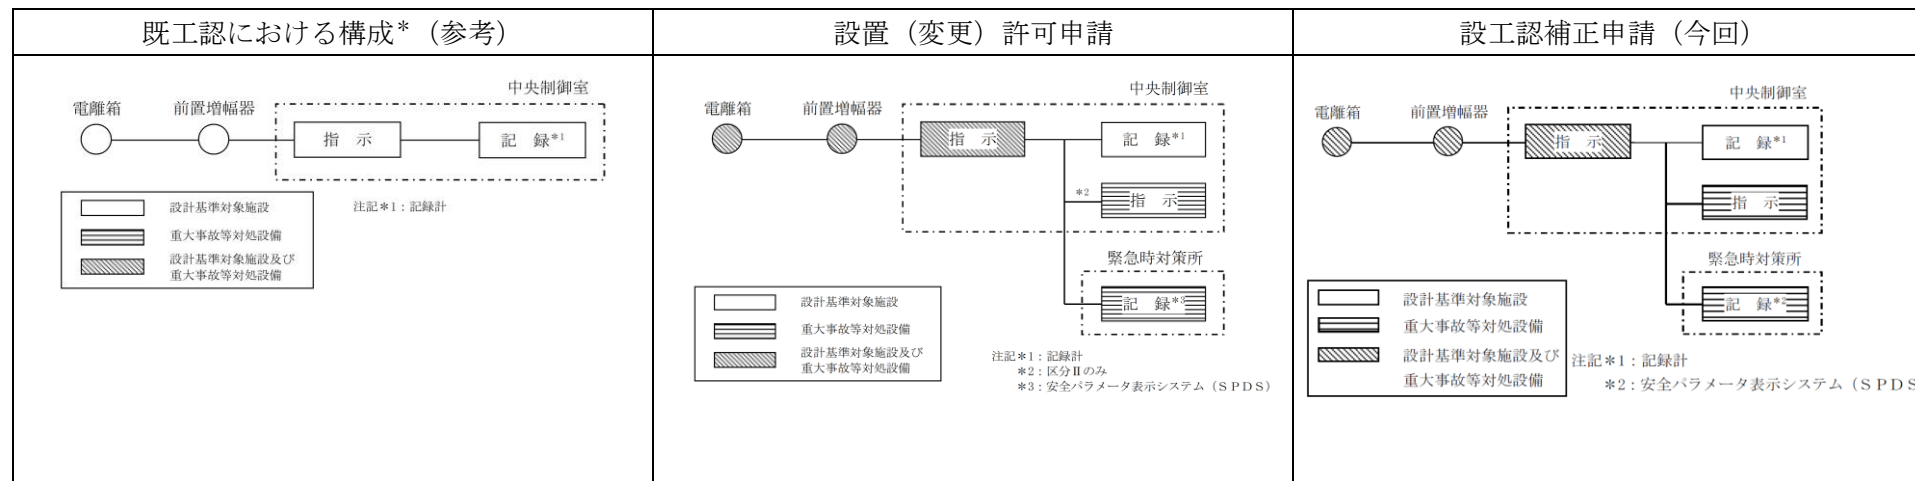 既工認における構成*（参考）
中央制御室
電離箱
前置増幅器
指　示
記　録*1
設計基準対象施設
重大事故等対処設備
設計基準対象施設及び
重大事故等対処設備
注記*1：記録計
設置（変更）許可申請
中央制御室
電離箱
前置増幅器
指　示
記　録*1
*2
指　示
緊急時対策所
記　録*3
設計基準対象施設
重大事故等対処設備
設計基準対象施設及び
重大事故等対処設備
注記*1：記録計
*2：区分Ⅱのみ
*3：安全パラメータ表示システム（ＳＰＤＳ）
設工認補正申請（今回）
中央制御室
電離箱
前置増幅器
指　示
記　録*1
指　示
緊急時対策所
記　録*2
設計基準対象施設
重大事故等対処設備
設計基準対象施設及び
重大事故等対処設備
注記*1：記録計
*2：安全パラメータ表示システム（ＳＰＤＳ